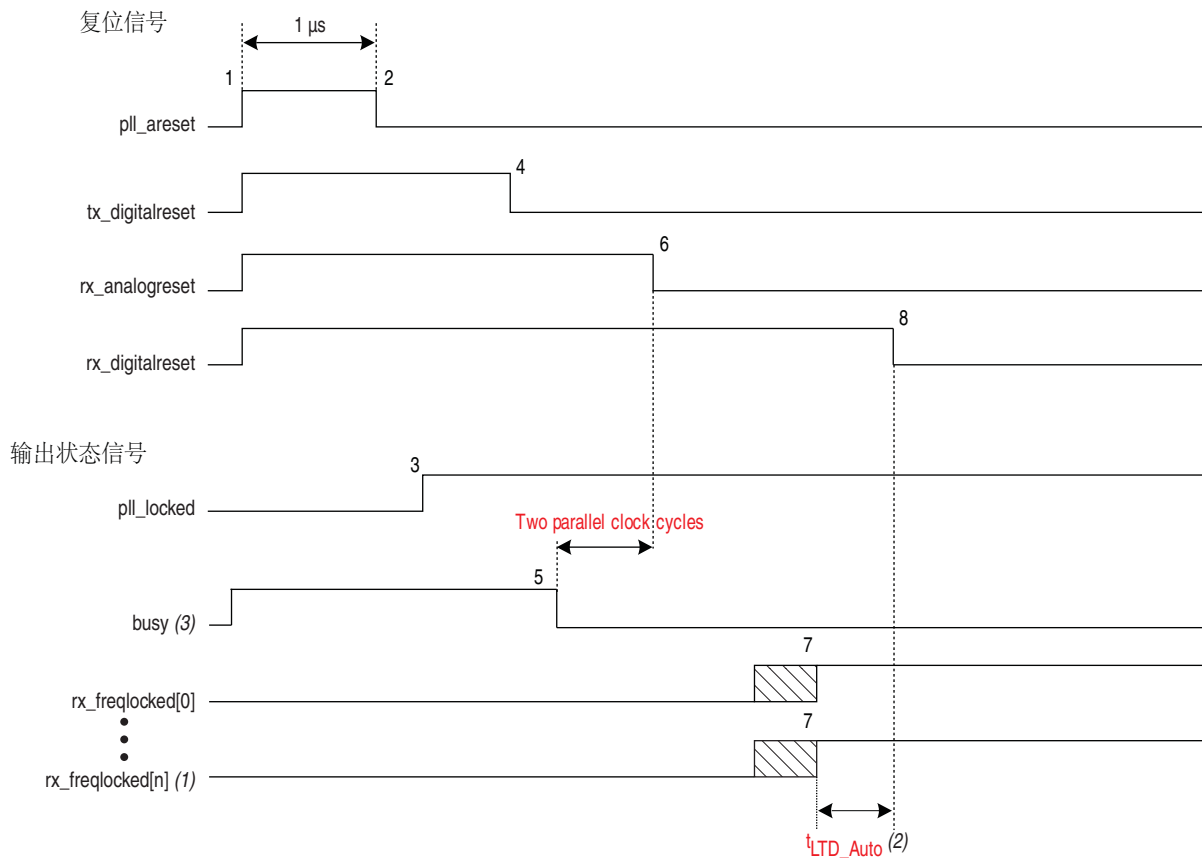 复位信号
1 µs
1
2
pll_areset
4
tx_digitalreset
6
rx_analogreset
8
rx_digitalreset
输出状态信号
3
pll_locked
Two parallel clock cycles
5
busy (3)
7
rx_freqlocked[0]
7
rx_freqlocked[n] (1)
tLTD_Auto (2)